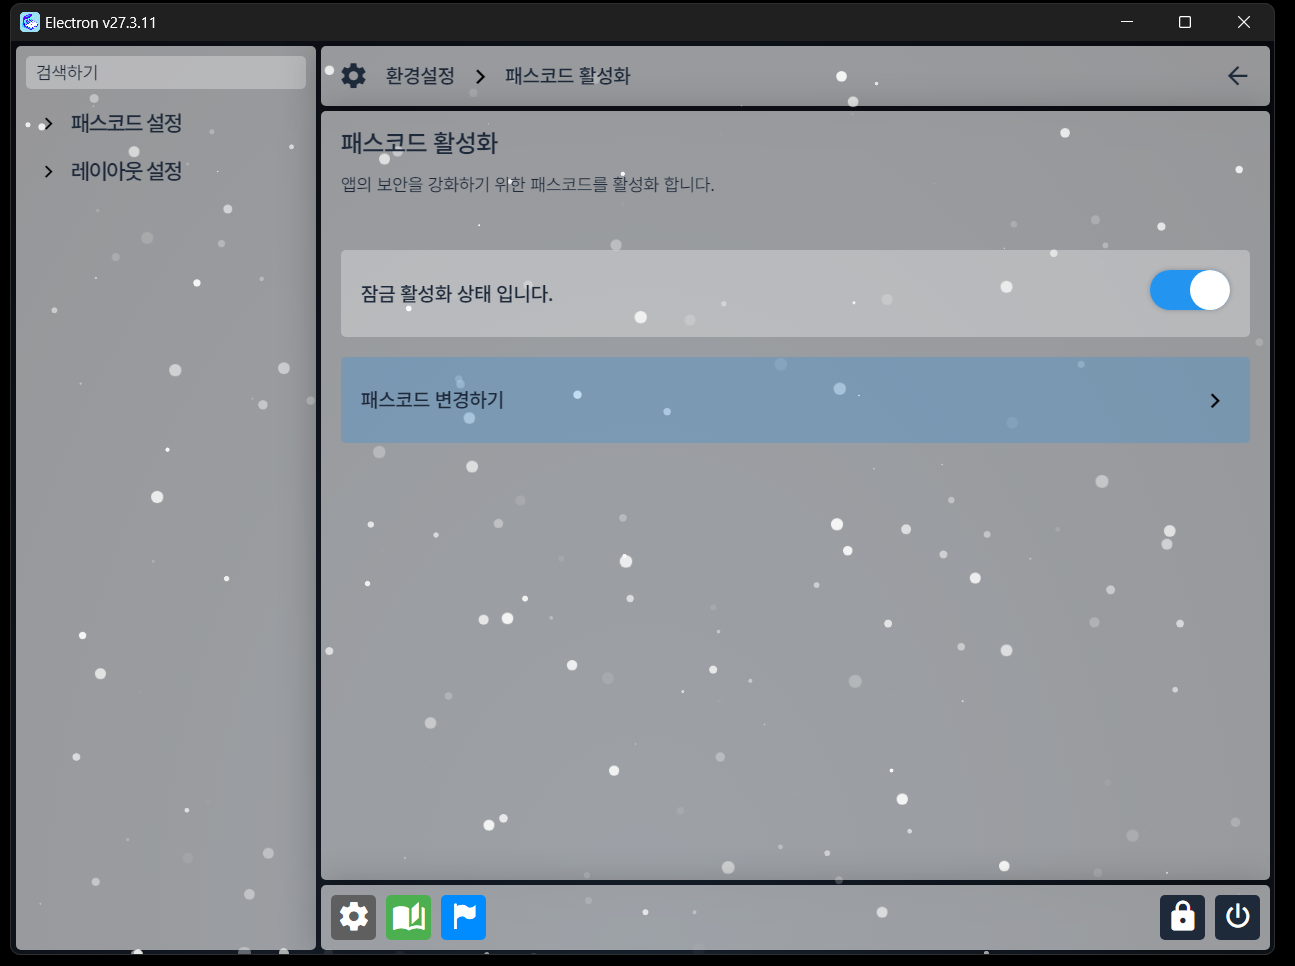 Electron v27.3.11
검색하기
패스코드 설정
레이아웃 설정
환경설정 패스코드 활성화
패스코드 활성화
앱의 보안을 강화하기 위한 패스코드를 활성화 합니다.
잠금 활성화 상태 입니다.
패스코드 변경하기